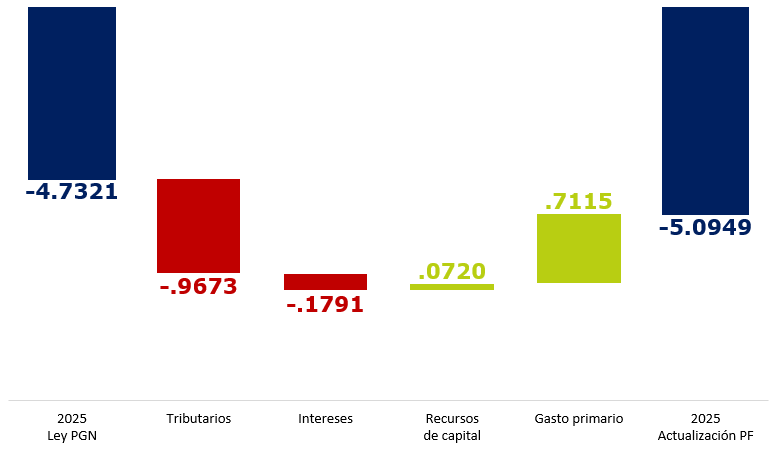 .7115
-4.7321
-5.0949
.0720
-.9673
-.1791
2025
Ley PGN
Tributarios
Intereses
Recursos
de capital
Gasto primario
2025
Actualización PF